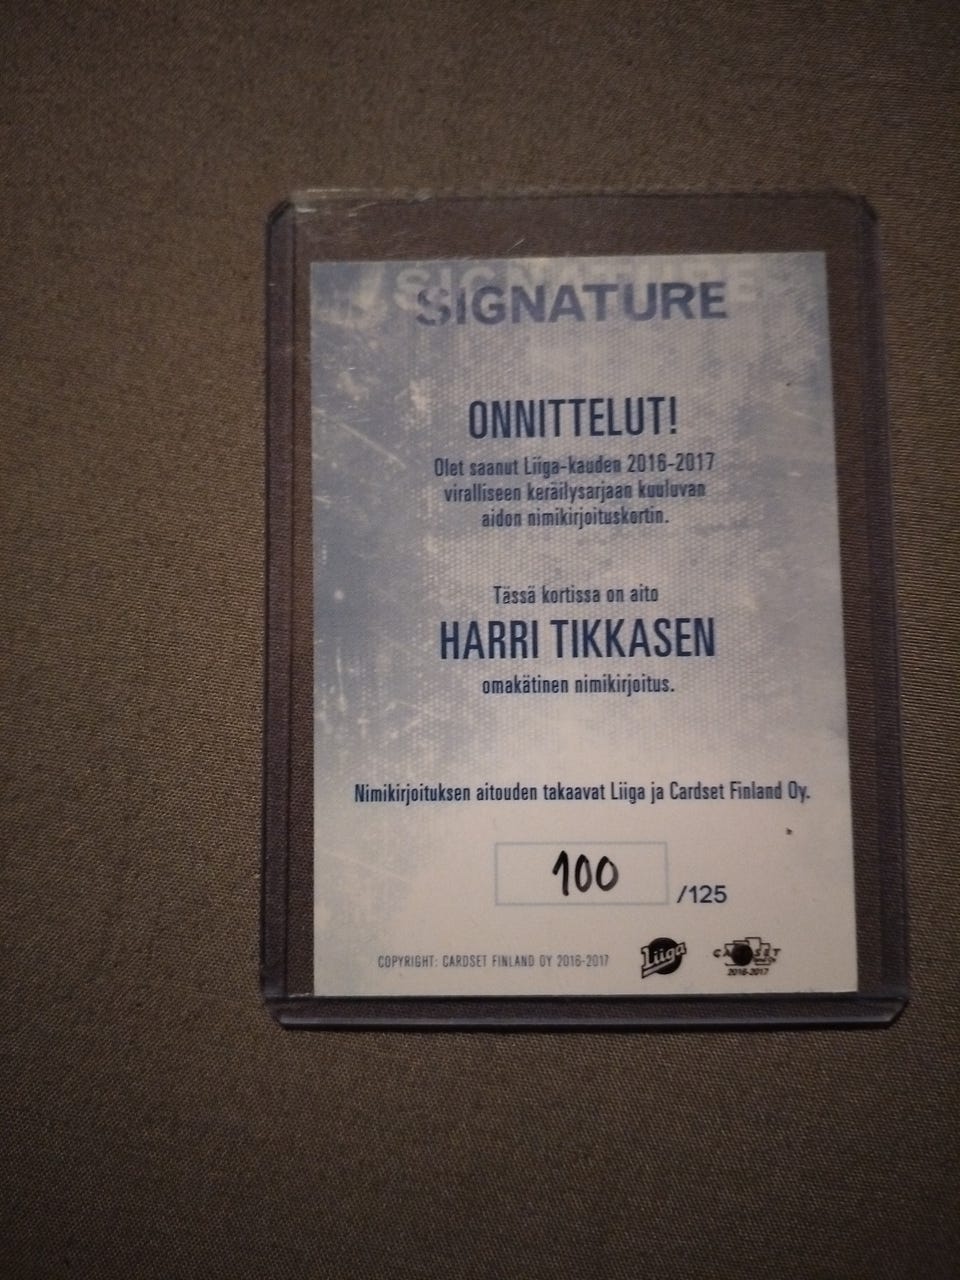 SIGNATURE
SIGNATURE
ONNITTELUT!
Olet saanut Liiga-kauden 2016-2017
viralliseen keräilysarjaan kuuluvan
aidon nimikirjoituskortin.
Tässä kortissa on aito
HARRI TIKKASEN
omakätinen nimikirjoitus.
Nimikirjoituksen aitouden takaavat Liiga ja Cardset Finland Oy.
100 /125
COPYRIGHT: CARDSET FINLAND OY 2016-2017 Liiga CARDSET
2016-2017